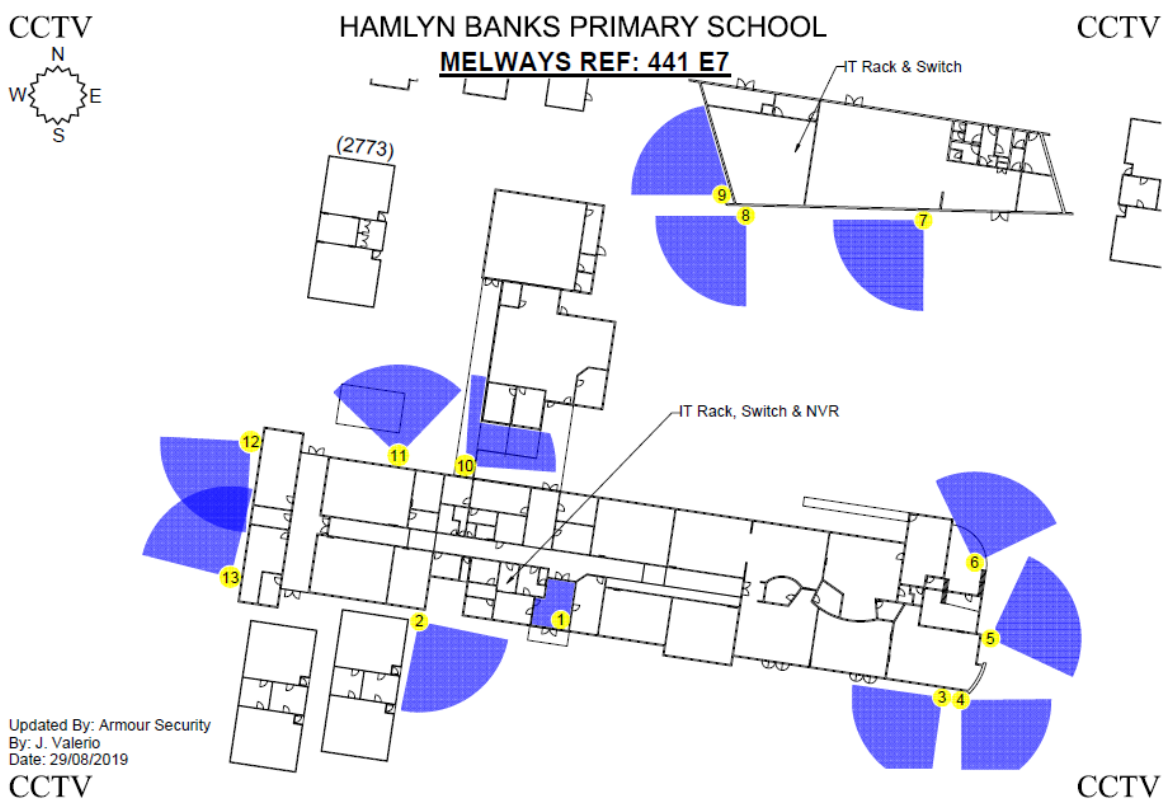 CCTV
HAMLYN BANKS PRIMARY SCHOOL
CCTV
MELWAYS REF: 441 E7
N
W
E
S
IT Rack & Switch
(2773)
9
8
7
IT Rack, Switch & NVR
12
11
10
13
6
1
2
5
3
4
Updated By: Armour Security
By: J. Valerio
Date: 29/08/2019
CCTV
CCTV